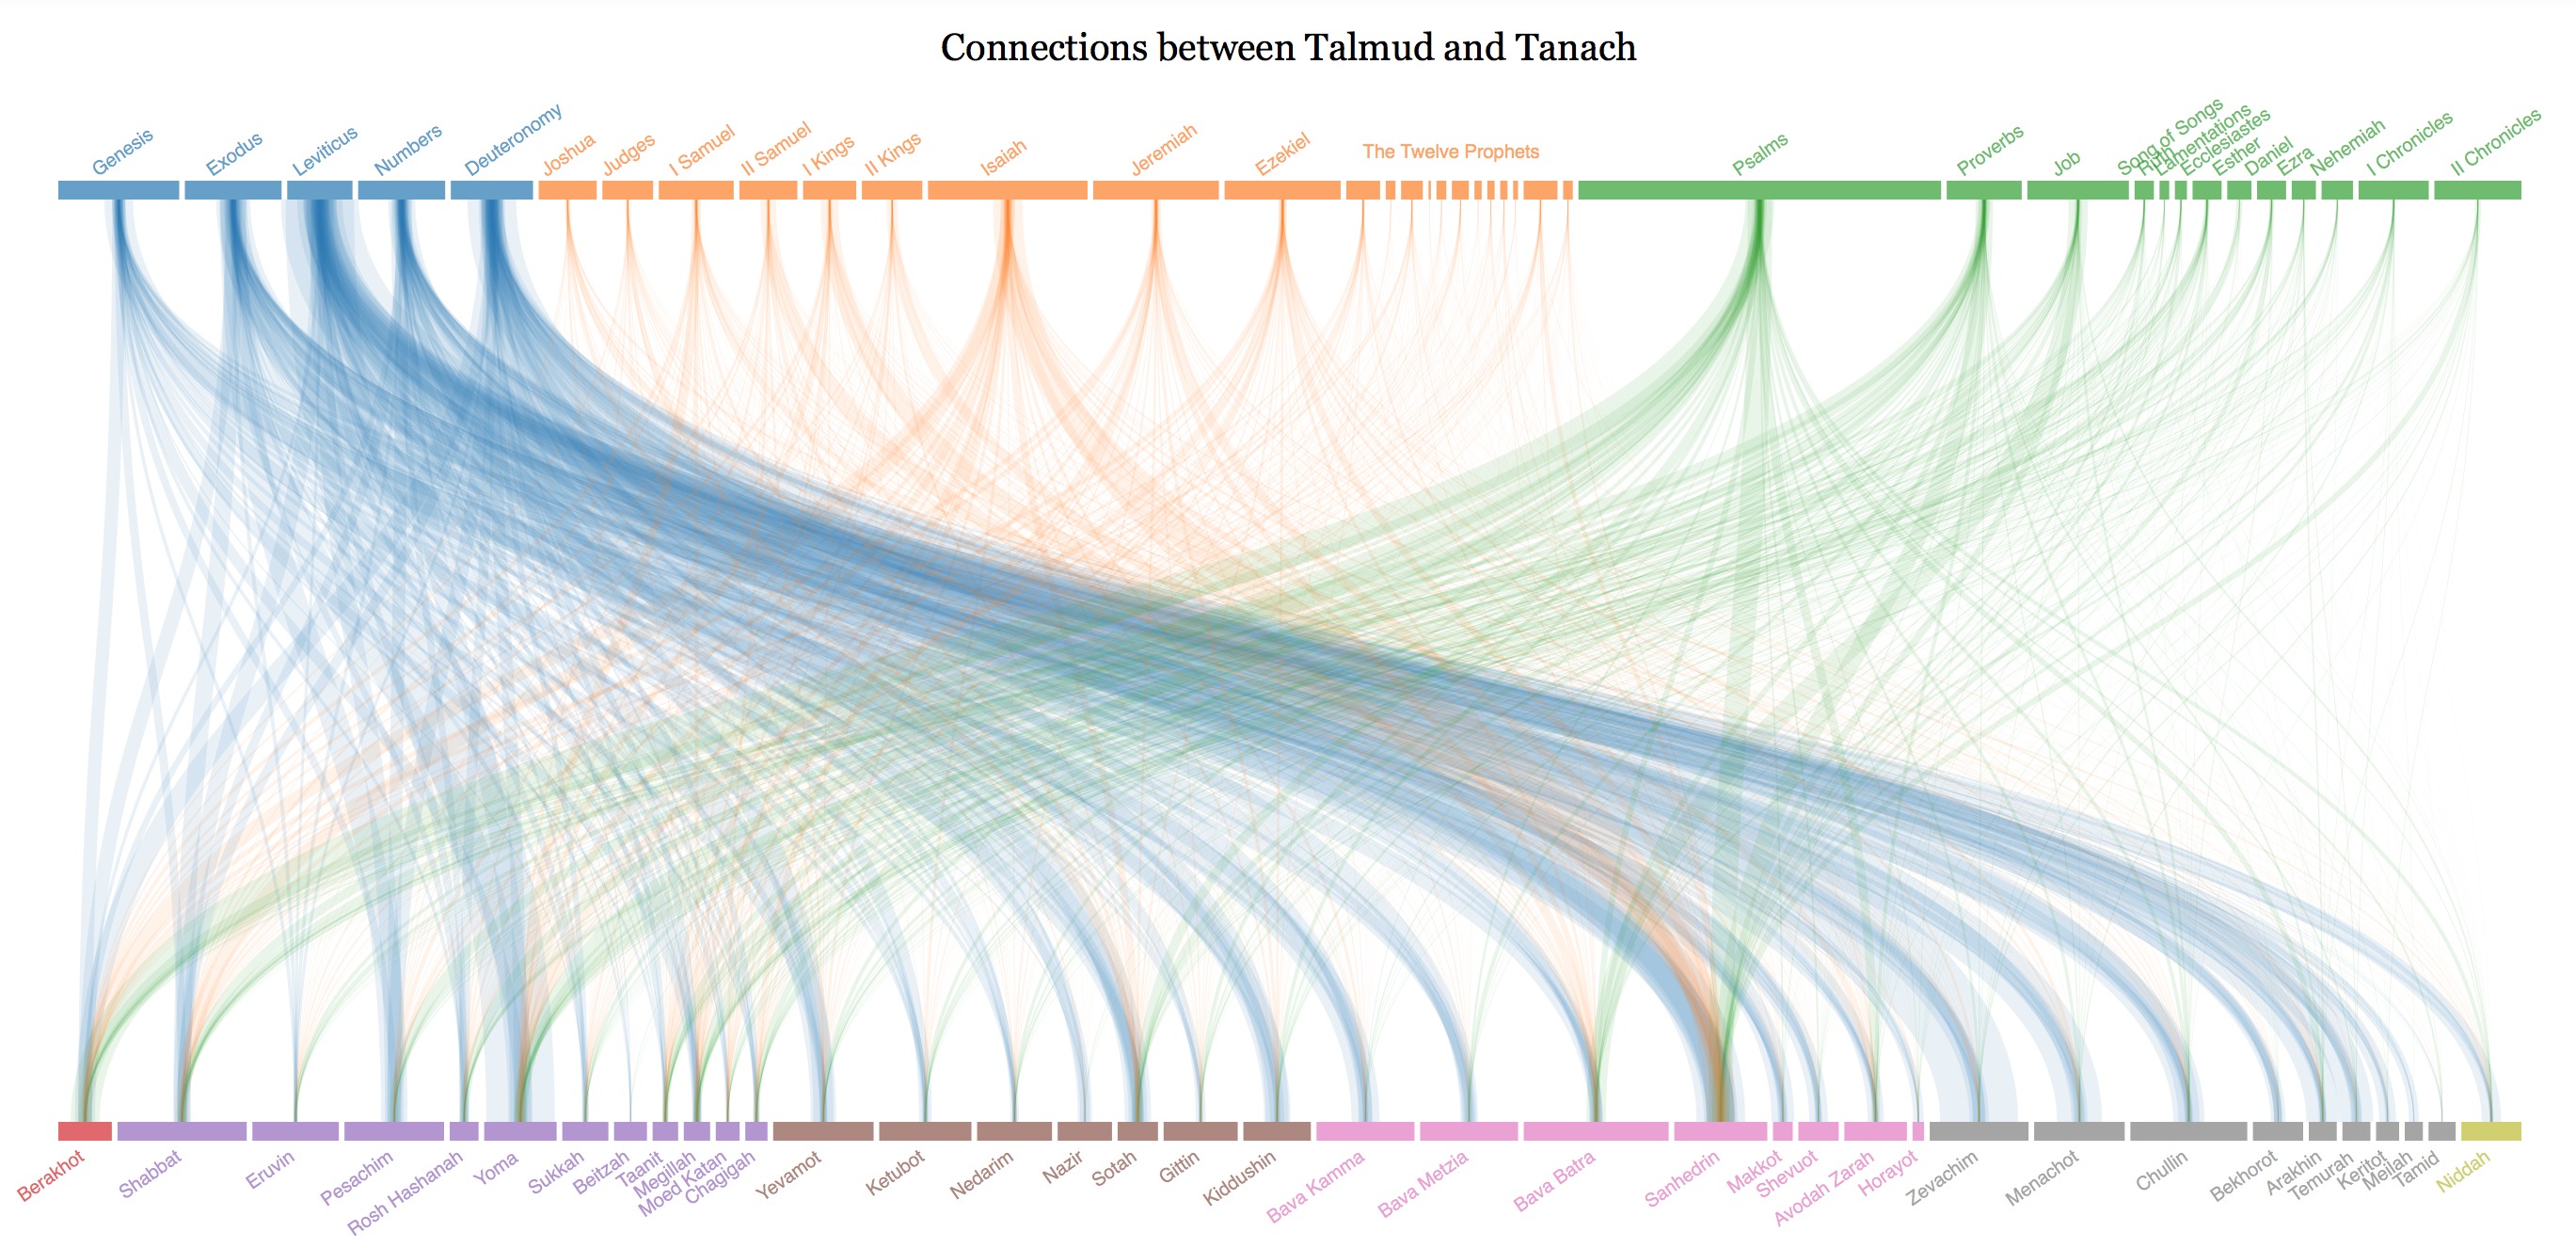 Connections between Talmud and Tanach
Genesis
Exodus
Leviticus
Numbers
Deuteronomy
Joshua
Judges
I Samuel
II Samuel
I Kings
II Kings
Isaiah
Jeremiah
Ezekiel
The Twelve Prophets
Psalms
Proverbs
Job
Song of Songs
Ruth
Lamentations
Ecclesiastes
Esther
Daniel
Ezra
Nehemiah
I Chronicles
II Chronicles
Berakhot
Shabbat
Eruvin
Pesachim
Rosh Hashanah
Yoma
Sukkah
Beitzah
Taanit
Megillah
Moed Katan
Chagigah
Yevamot
Ketubot
Nedarim
Nazir
Sotah
Gittin
Kiddushin
Bava Kamma
Bava Metzia
Bava Batra
Sanhedrin
Makkot
Shevuot
Avodah Zarah
Horayot
Zevachim
Menachot
Chullin
Bekhorot
Arakhin
Temurah
Keritot
Meilah
Tamid
Niddah